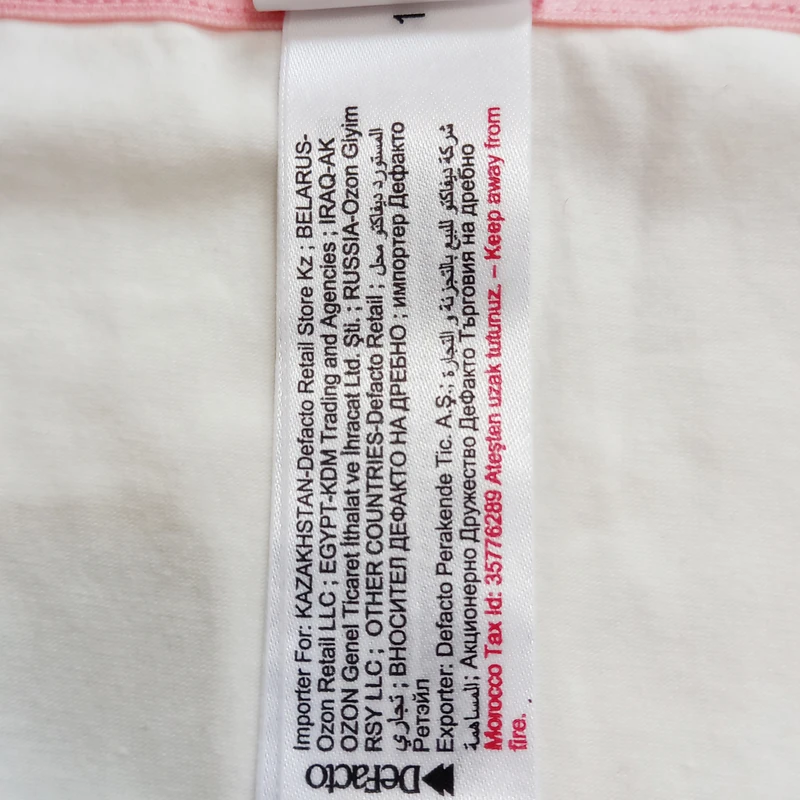 1
DeFacto
Importer For: KAZAKHSTAN-Defacto Retail Store Kz ; BELARUS-
Ozon Retail LLC ; EGYPT-KDM Trading and Agencies ; IRAQ-AK
OZON Genel Ticaret İthalat ve İhracat Ltd. Şti. ; RUSSIA-Ozon Giyim
RSY LLC ; OTHER COUNTRIES-Defacto Retail ; المستورد ديفاكتو محل
تجاري ; ВНОСИТЕЛ ДЕФАКТО НА ДРЕБНО ; импортер Дефакто
Ретэйл
Exporter: Defacto Perakende Tic. A.Ş.; شركة ديفاكتو للبيع بالتجزئة و التجارة
المساهمة; Акционерно Дружество ДеФакто Търговия на дребно
Morocco Tax Id: 35776289 Ateşten uzak tutunuz. – Keep away from
fire.